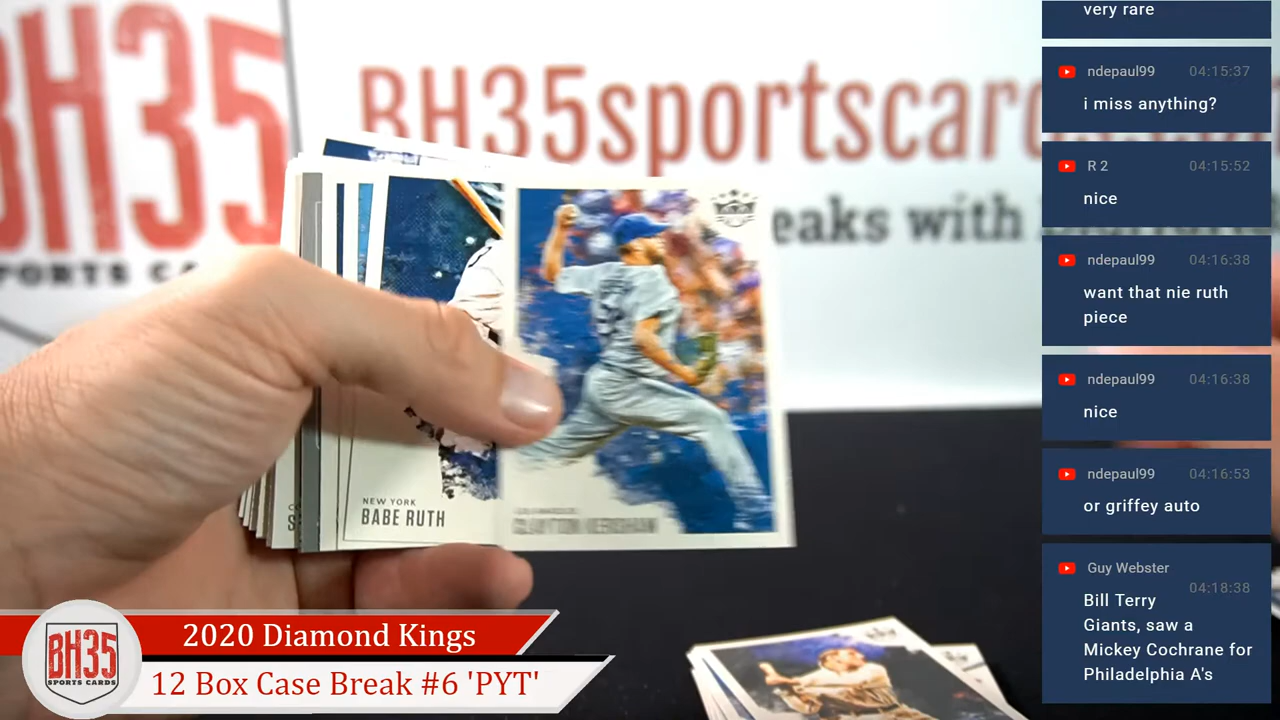 BH35
SPORTS CA
BH35sportscar
eaks with
NEW YORK
BABE RUTH
CLAYTON KERSHAW
2020 Diamond Kings
12 Box Case Break #6 'PYT'
BH35
SPORTS CARDS
very rare
ndepaul99 04:15:37
i miss anything?
R 2 04:15:52
nice
ndepaul99 04:16:38
want that nie ruth
piece
ndepaul99 04:16:38
nice
ndepaul99 04:16:53
or griffey auto
Guy Webster
04:18:38
Bill Terry
Giants, saw a
Mickey Cochrane for
Philadelphia A's